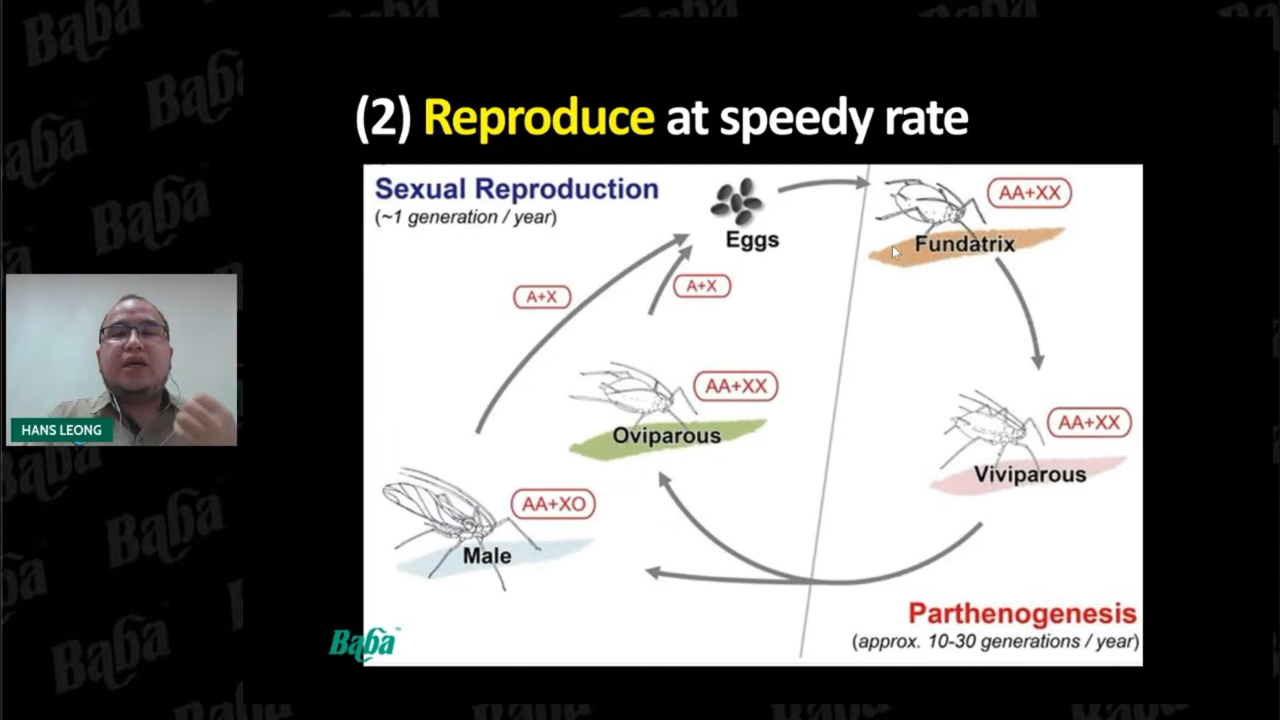 (2) Reproduce at speedy rate
Sexual Reproduction
(~1 generation / year)
Eggs
AA+XX
Fundatrix
A+X
A+X
AA+XX
Oviparous
AA+XX
Viviparous
AA+XO
Male
Parthenogenesis
(approx. 10-30 generations / year)
HANS LEONG
Baba™